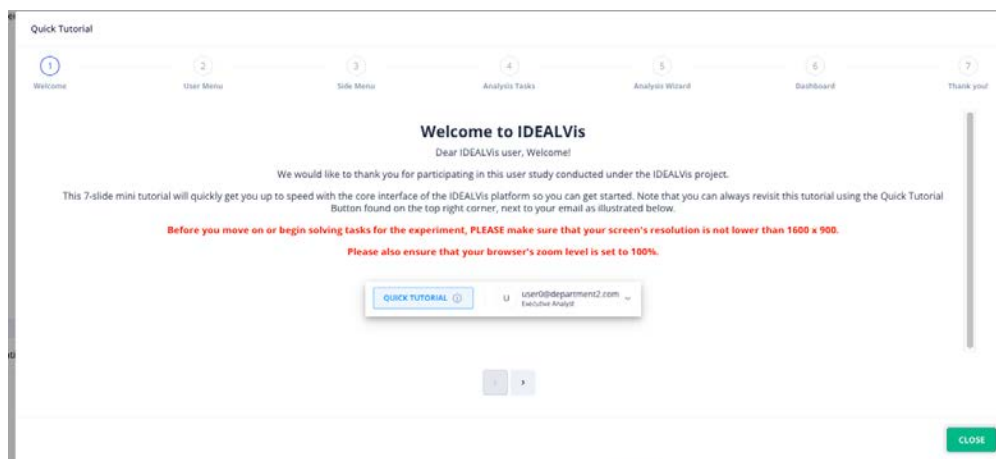 Quick Tutorial
1 2 3 4 5 6 7
Welcome User Menu Side Menu Analysis Tasks Analysis Wizard Dashboard Thank you!
Welcome to IDEALVis
Dear IDEALVis user, Welcome!
We would like to thank you for participating in this user study conducted under the IDEALVis project.
This 7-slide mini tutorial will quickly get you up to speed with the core interface of the IDEALVis platform so you can get started. Note that you can always revisit this tutorial using the Quick Tutorial
Button found on the top right corner, next to your email as illustrated below.
Before you move on or begin solving tasks for the experiment, PLEASE make sure that your screen's resolution is not lower than 1600 x 900.
Please also ensure that your browser's zoom level is set to 100%.
QUICK TUTORIAL U user0@department2.com
Executive Analyst
CLOSE